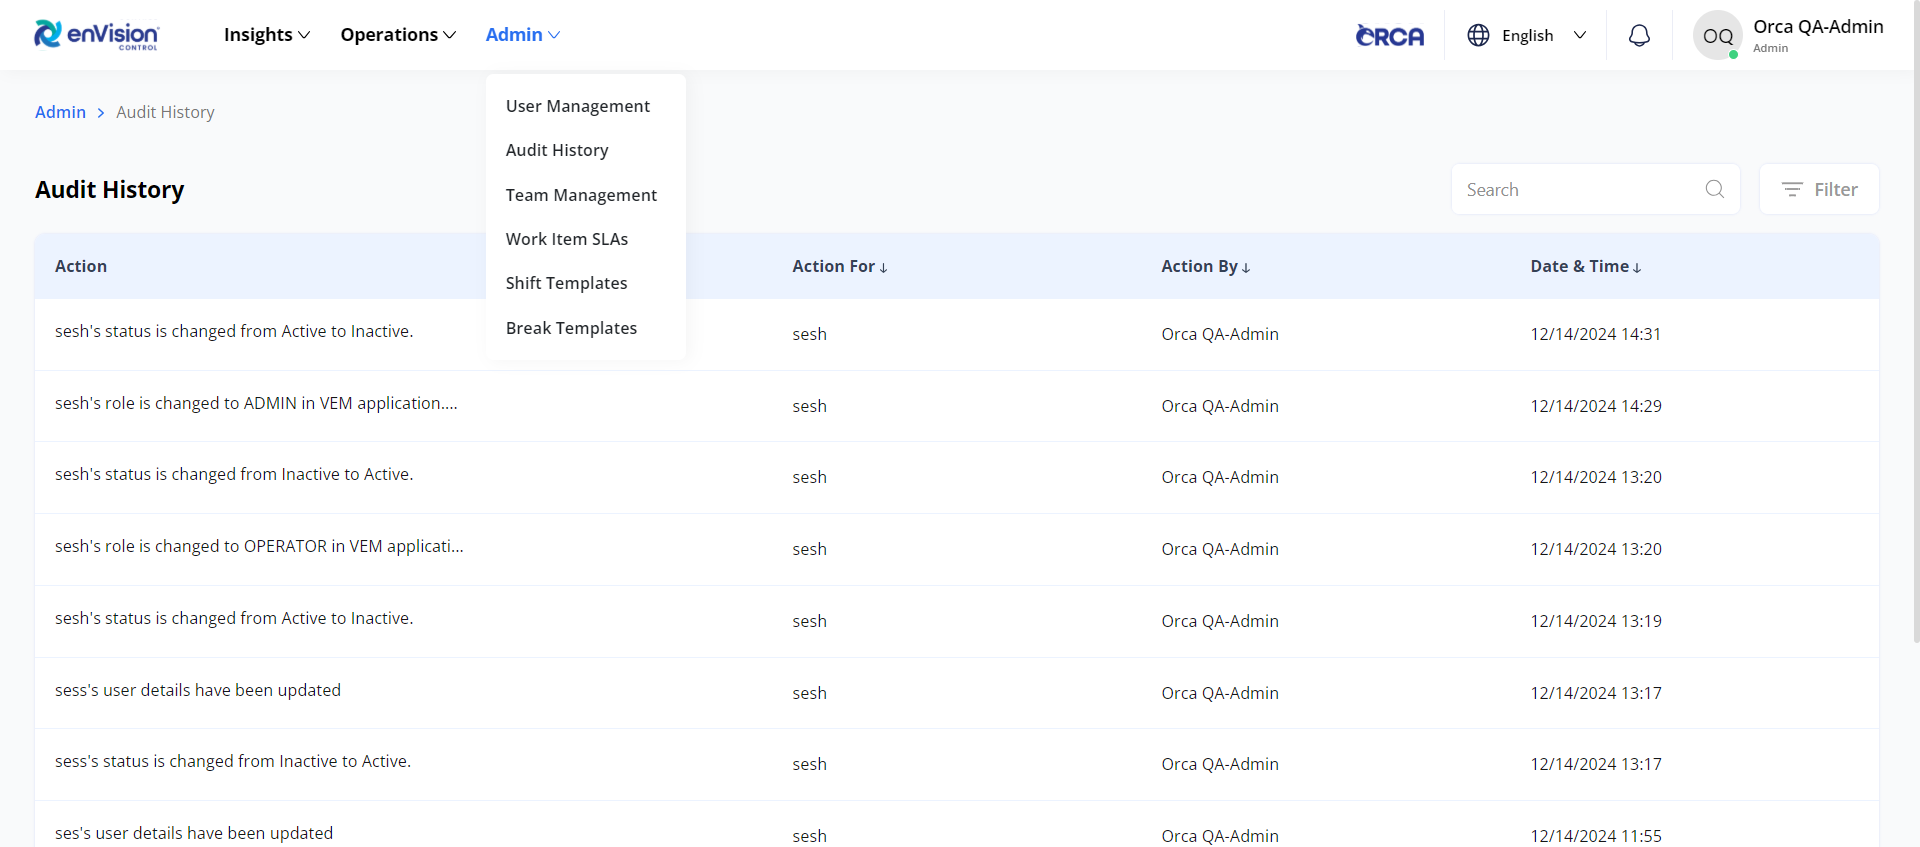 enVision CONTROL Insights Operations Admin ORCA English OQ Orca QA-Admin Admin
User Management
Audit History
Team Management
Work Item SLAs
Shift Templates
Break Templates
Admin > Audit History
Audit History Search Filter
Action Action For ↓ Action By ↓ Date & Time ↓
sesh's status is changed from Active to Inactive. sesh Orca QA-Admin 12/14/2024 14:31
sesh's role is changed to ADMIN in VEM application.... sesh Orca QA-Admin 12/14/2024 14:29
sesh's status is changed from Inactive to Active. sesh Orca QA-Admin 12/14/2024 13:20
sesh's role is changed to OPERATOR in VEM applicati... sesh Orca QA-Admin 12/14/2024 13:20
sesh's status is changed from Active to Inactive. sesh Orca QA-Admin 12/14/2024 13:19
sess's user details have been updated sesh Orca QA-Admin 12/14/2024 13:17
sess's status is changed from Inactive to Active. sesh Orca QA-Admin 12/14/2024 13:17
ses's user details have been updated sesh Orca QA-Admin 12/14/2024 11:55